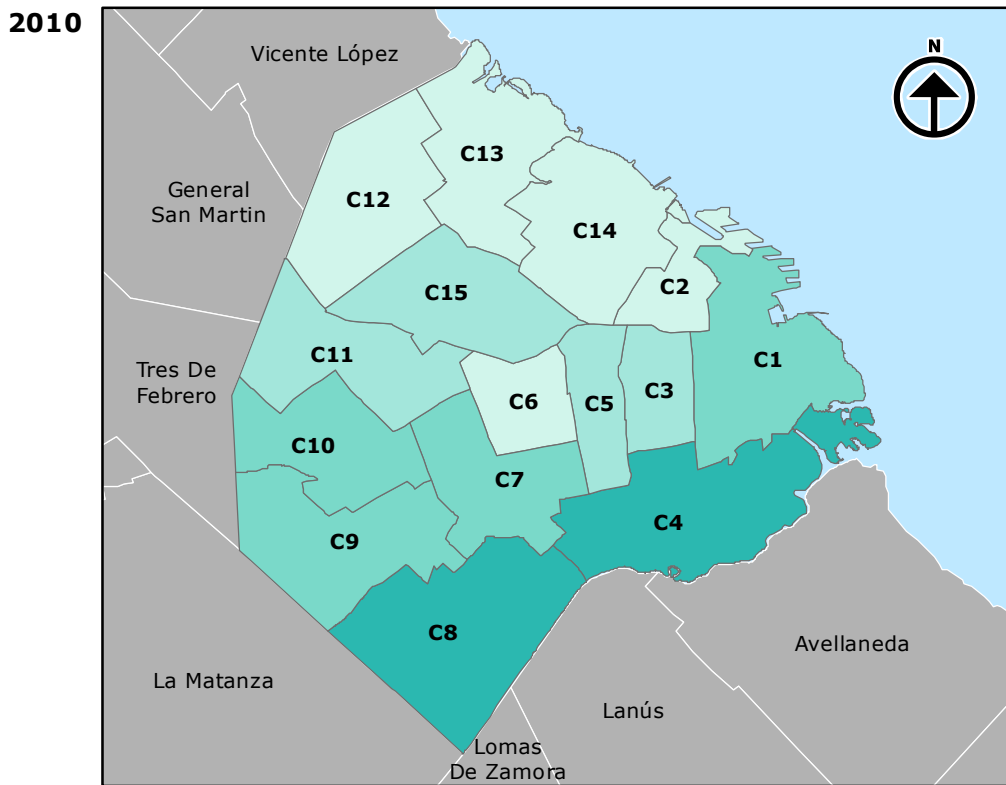 2010
Vicente López
N
C13
General
San Martin
C12
C14
C2
C15
C11
C1
Tres De
Febrero
C6
C5
C3
C10
C7
C4
C9
C8
Avellaneda
La Matanza
Lanús
Lomas
De Zamora